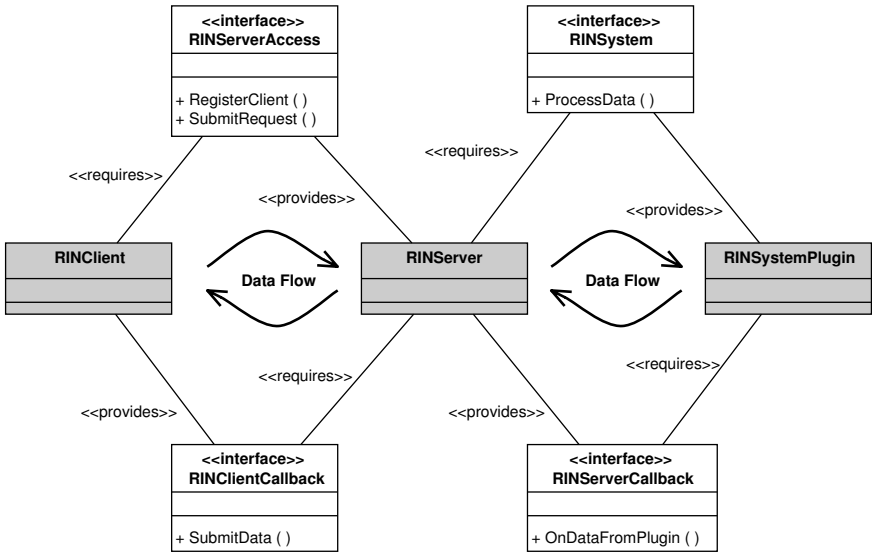 <<interface>>
RINServerAccess
+ RegisterClient ( )
+ SubmitRequest ( )
<<interface>>
RINSystem
+ ProcessData ( )
<<requires>>
<<provides>>
<<requires>>
<<provides>>
RINClient
Data Flow
RINServer
Data Flow
RINSystemPlugin
<<provides>>
<<requires>>
<<provides>>
<<requires>>
<<interface>>
RINClientCallback
+ SubmitData ( )
<<interface>>
RINServerCallback
+ OnDataFromPlugin ( )